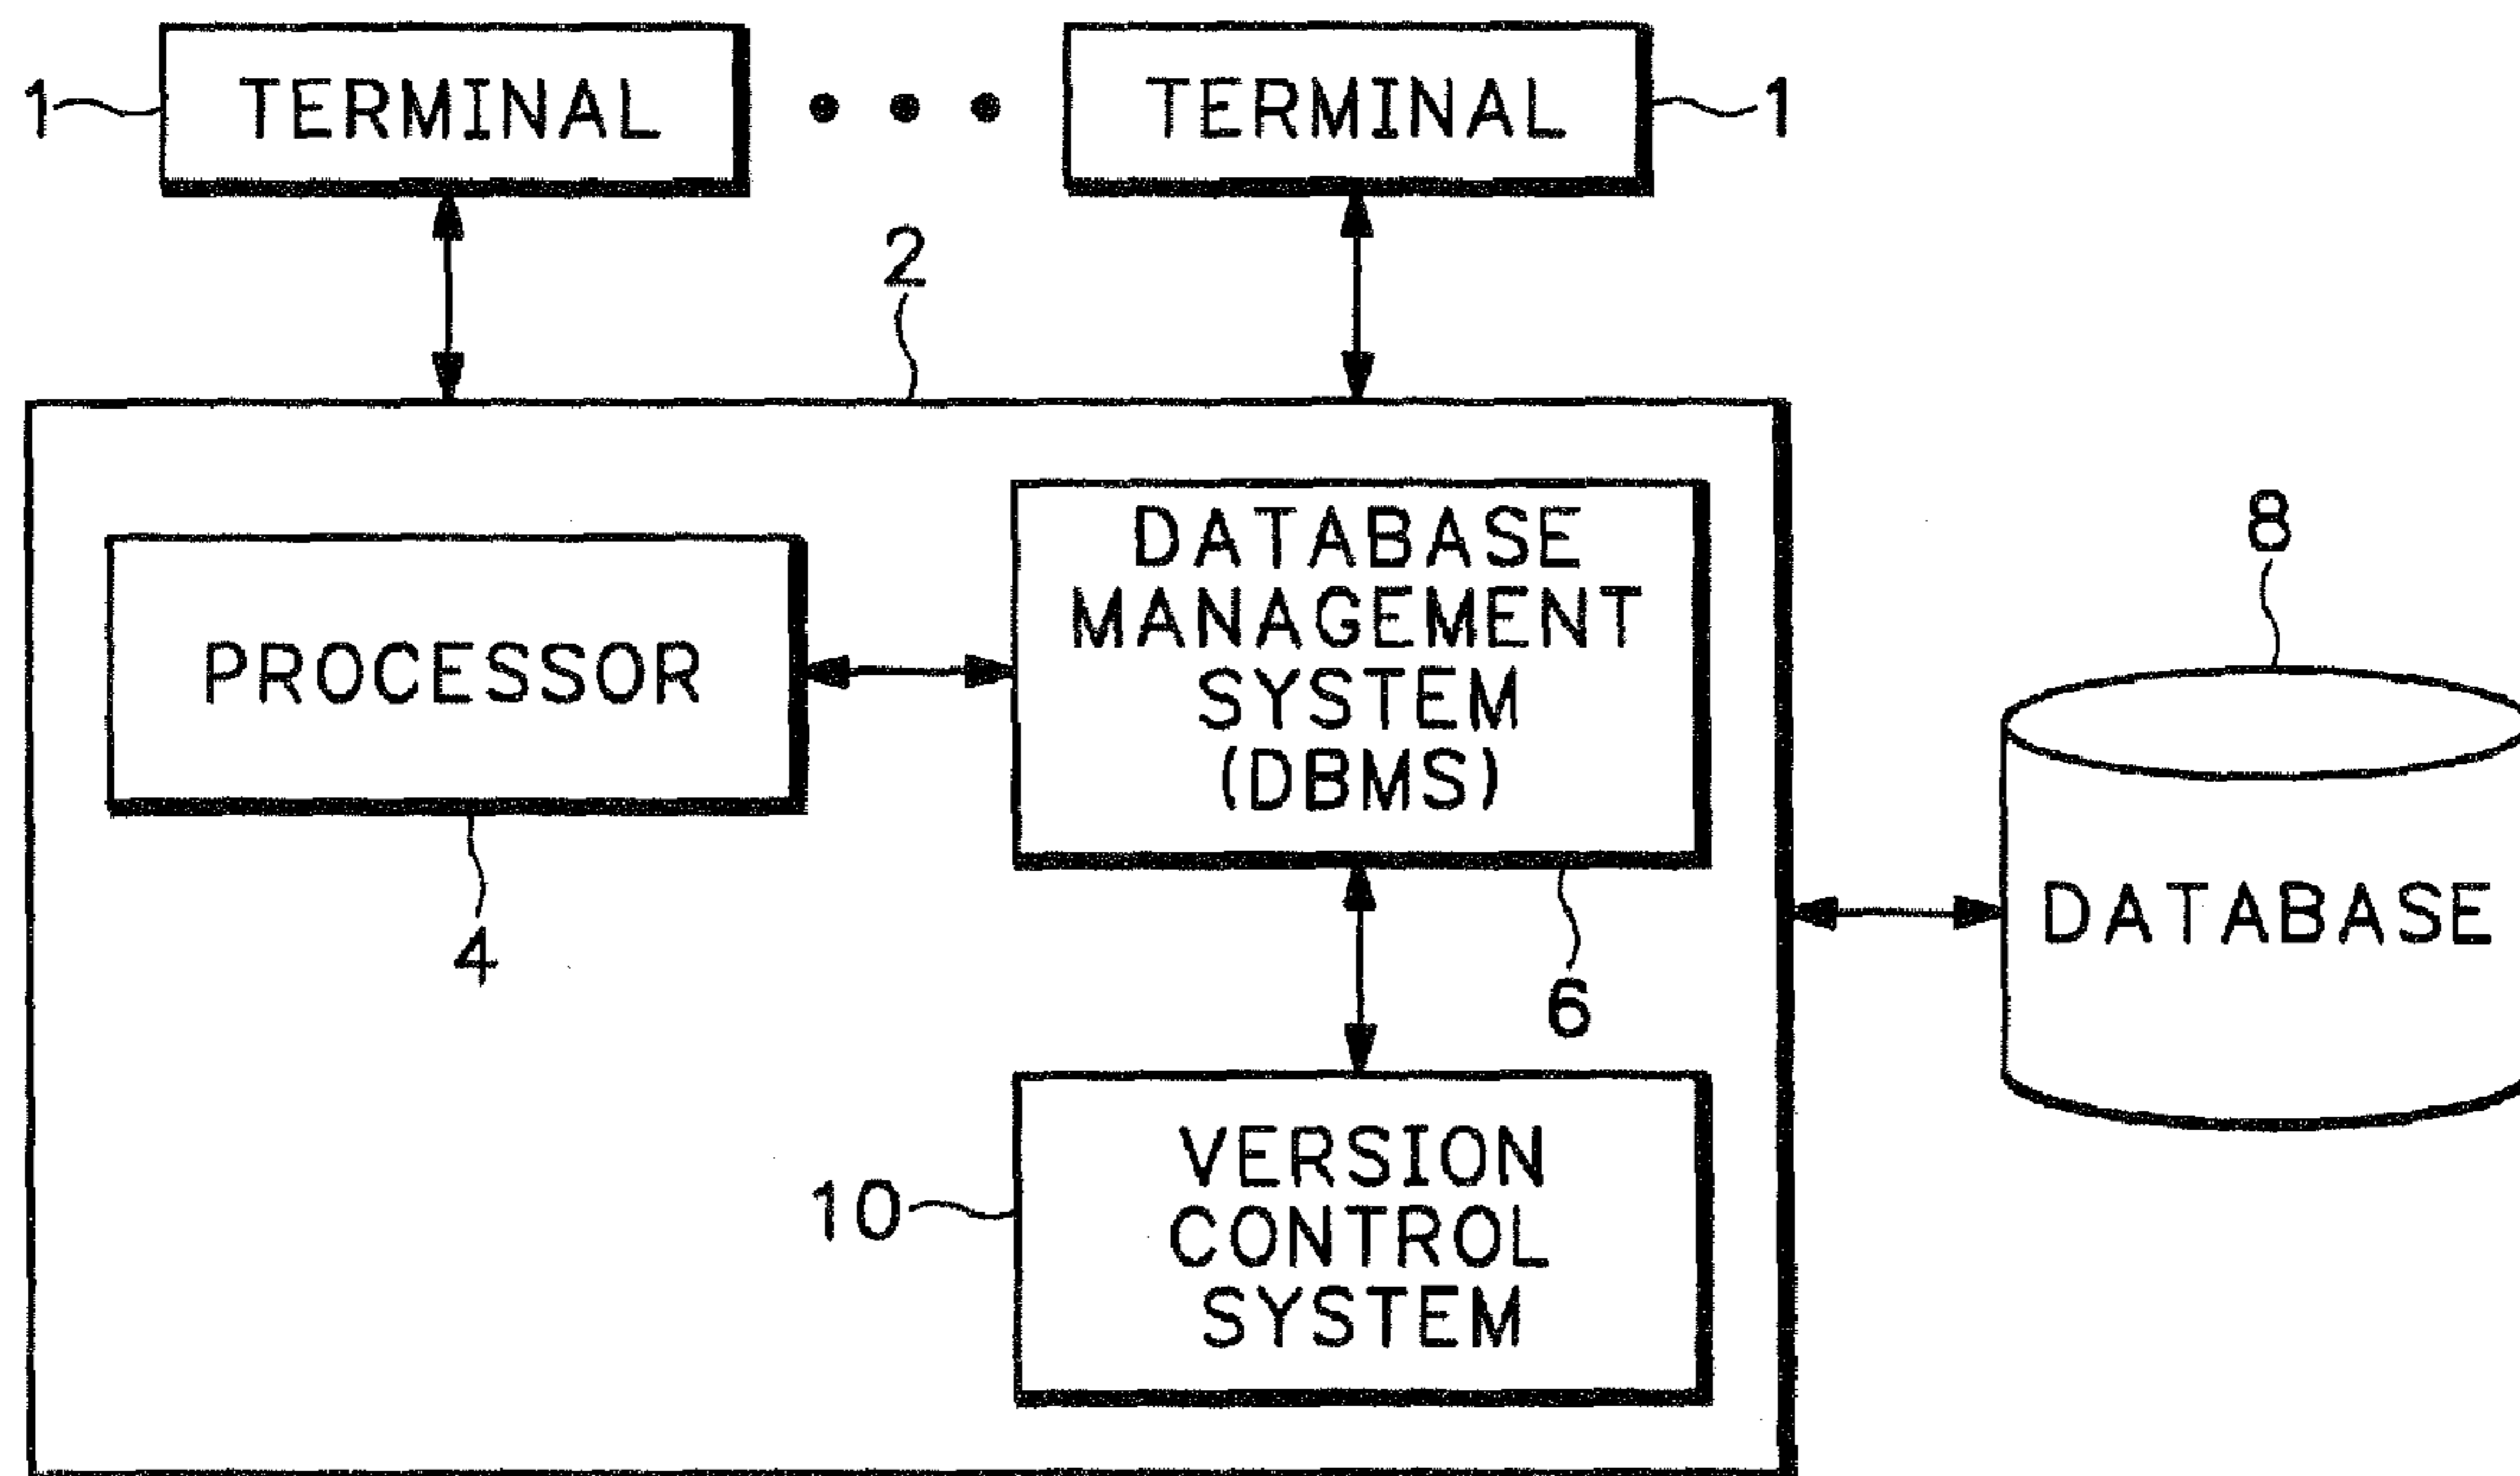 1
TERMINAL
TERMINAL
1
2
DATABASE
MANAGEMENT
SYSTEM
(DBMS)
8
PROCESSOR
DATABASE
4
6
VERSION
CONTROL
SYSTEM
10